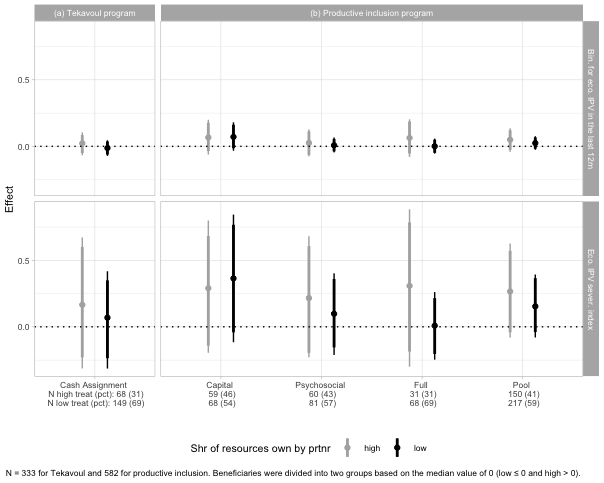 (a) Tekavoul program
(b) Productive inclusion program
Effect
0.5
0.0
Bin. for eco. IPV in the last 12m
0.5
0.0
Eco. IPV sever. index
Cash Assignment
N high treat (pct): 68 (31)
N low treat (pct): 149 (69)
Capital
59 (46)
68 (54)
Psychosocial
60 (43)
81 (57)
Full
31 (31)
68 (69)
Pool
150 (41)
217 (59)
Shr of resources own by prtnr
high
low
N = 333 for Tekavoul and 582 for productive inclusion. Beneficiaries were divided into two groups based on the median value of 0 (low ≤ 0 and high > 0).